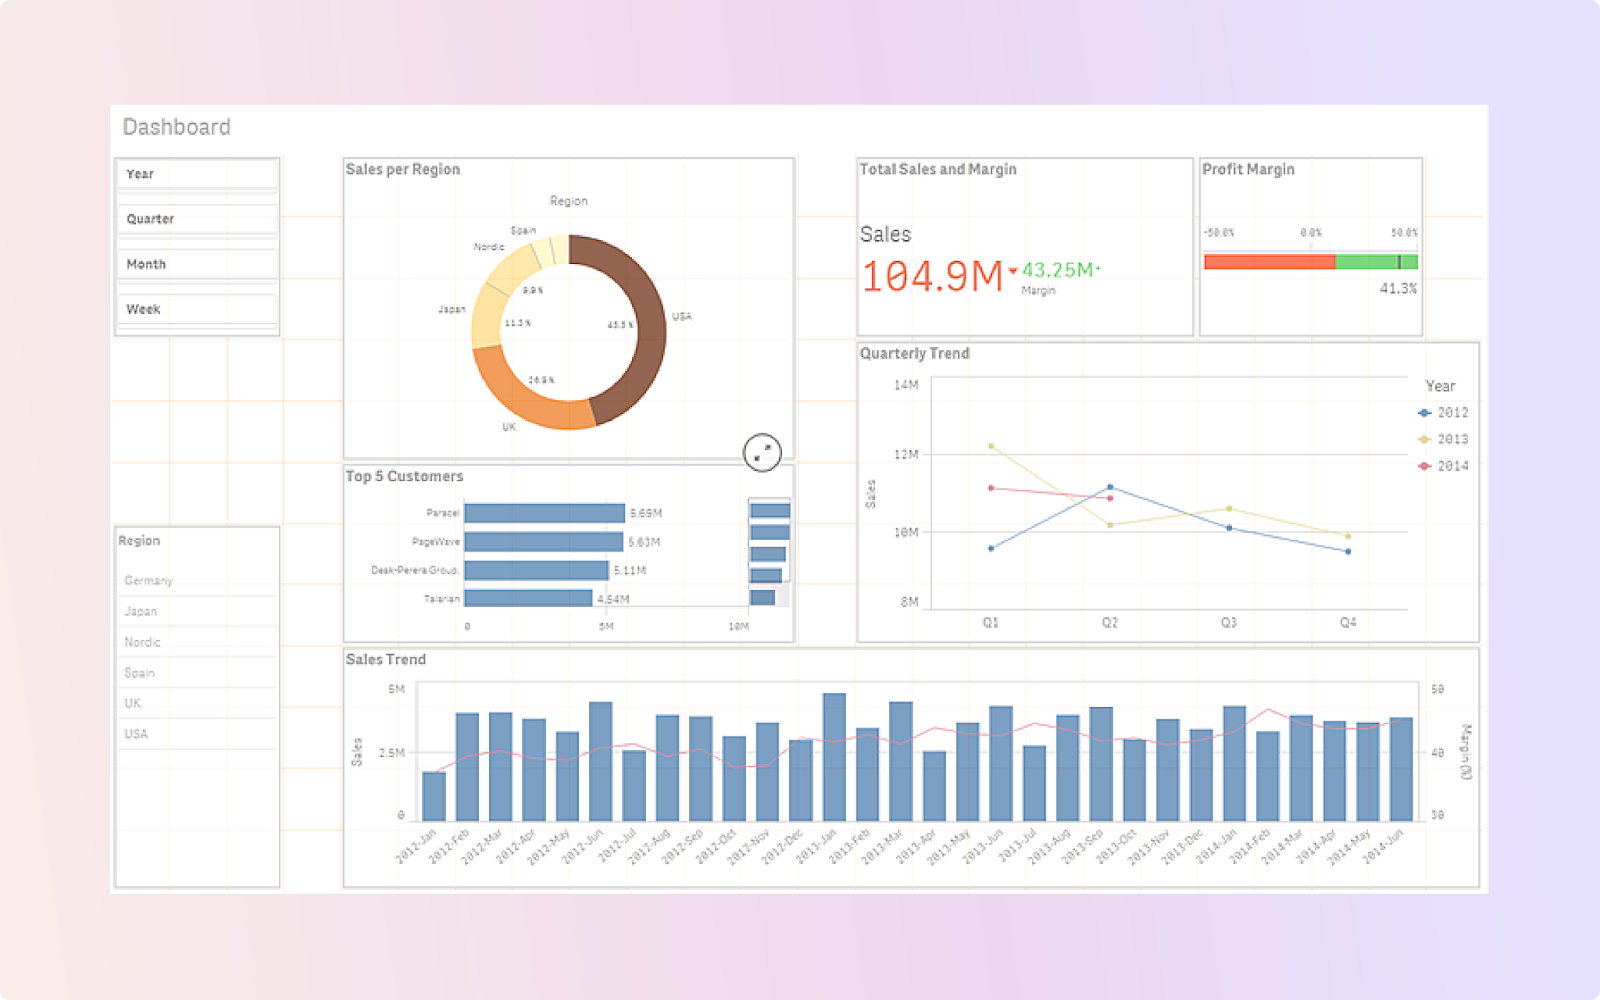 Dashboard
Year
Quarter
Month
Week
Region
Germany
Japan
Nordic
Spain
UK
USA
Sales per Region
Region
Spain
Nordic
Japan
UK
USA
9.9%
11.3%
45.5%
26.9%
Top 5 Customers
Paracel
5.69M
PageWave
5.63M
Deak-Perera Group.
5.11M
Talarian
4.54M
0
5M
10M
Total Sales and Margin
Sales
104.9M
43.25M
Margin
Profit Margin
-50.0%
0.0%
50.0%
41.3%
Quarterly Trend
14M
12M
10M
8M
Sales
Q1
Q2
Q3
Q4
Year
2012
2013
2014
Sales Trend
5M
2.5M
0
Sales
50
40
30
Margin (%)
2012-Jan
2012-Feb
2012-Mar
2012-Apr
2012-May
2012-Jun
2012-Jul
2012-Aug
2012-Sep
2012-Oct
2012-Nov
2012-Dec
2013-Jan
2013-Feb
2013-Mar
2013-Apr
2013-May
2013-Jun
2013-Jul
2013-Aug
2013-Sep
2013-Oct
2013-Nov
2013-Dec
2014-Jan
2014-Feb
2014-Mar
2014-Apr
2014-May
2014-Jun